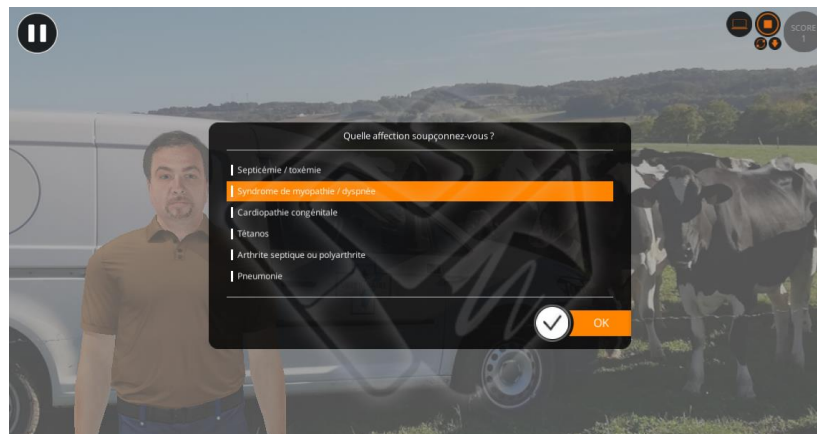 SCORE
1
Quelle affection soupçonnez-vous ?
Septicémie / toxémie
Syndrome de myopathie / dyspnée
Cardiopathie congénitale
Tétanos
Arthrite septique ou polyarthrite
Pneumonie
OK